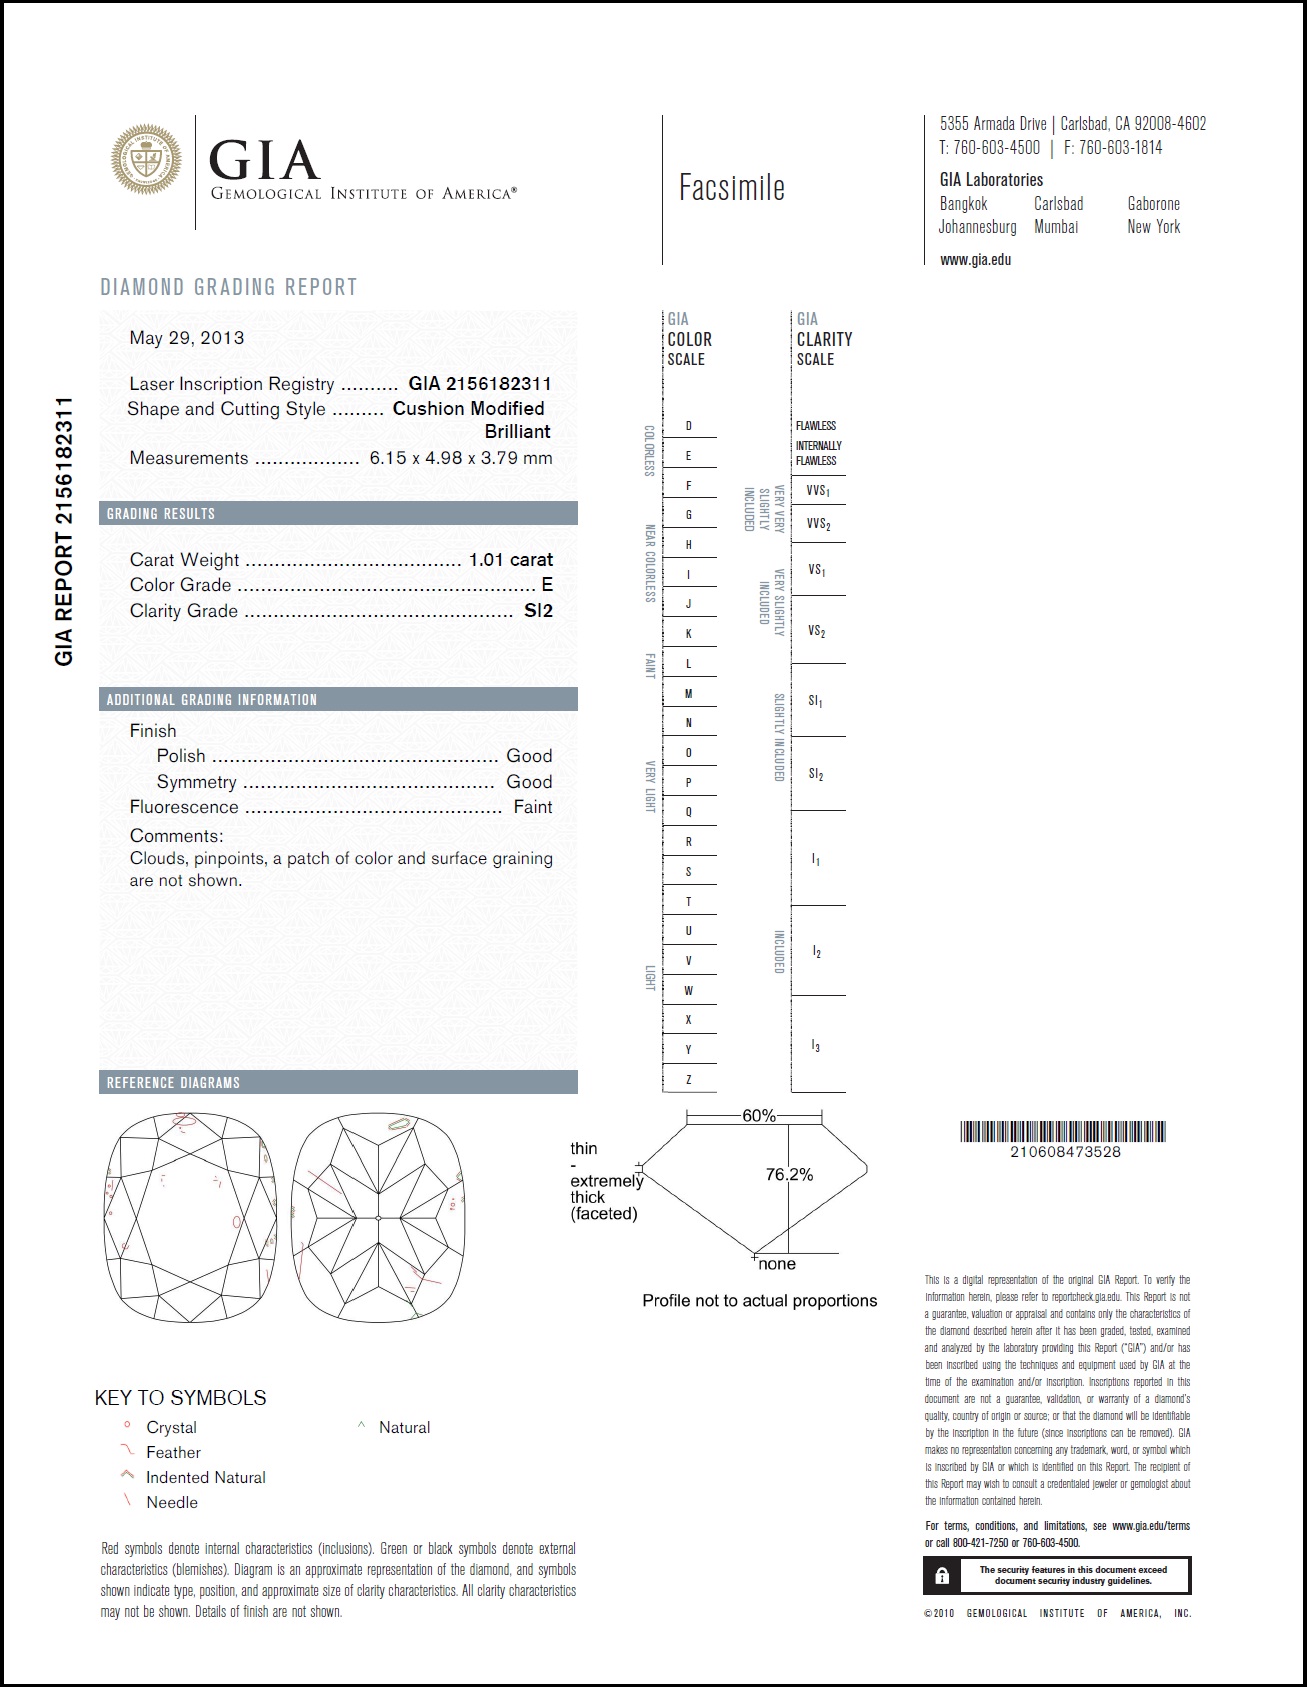 GIA
GEMOLOGICAL INSTITUTE OF AMERICA®
Facsimile
5355 Armada Drive | Carlsbad, CA 92008-4602
T: 760-603-4500 | F: 760-603-1814
GIA Laboratories
Bangkok Carlsbad Gaborone
Johannesburg Mumbai New York
www.gia.edu
DIAMOND GRADING REPORT
GIA REPORT 2156182311
May 29, 2013
Laser Inscription Registry .......... GIA 2156182311
Shape and Cutting Style ......... Cushion Modified
Brilliant
Measurements .................. 6.15 x 4.98 x 3.79 mm
GRADING RESULTS
Carat Weight ..................................... 1.01 carat
Color Grade ................................................... E
Clarity Grade .............................................. SI2
ADDITIONAL GRADING INFORMATION
Finish
Polish ................................................. Good
Symmetry ........................................... Good
Fluorescence ............................................ Faint
Comments:
Clouds, pinpoints, a patch of color and surface graining
are not shown.
REFERENCE DIAGRAMS
GIA
COLOR
SCALE
COLORLESS
D
E
F
NEAR COLORLESS
G
H
I
J
FAINT
K
L
M
VERY LIGHT
N
O
P
Q
R
LIGHT
S
T
U
V
W
X
Y
Z
GIA
CLARITY
SCALE
FLAWLESS
INTERNALLY
FLAWLESS
VERY VERY
SLIGHTLY
INCLUDED
VVS1
VVS2
VERY SLIGHTLY
INCLUDED
VS1
VS2
SLIGHTLY INCLUDED
SI1
SI2
INCLUDED
I1
I2
I3
60%
76.2%
thin
-
extremely
thick
(faceted)
none
Profile not to actual proportions
210608473528
KEY TO SYMBOLS
Crystal
Feather
Indented Natural
Needle
Natural
Red symbols denote internal characteristics (inclusions). Green or black symbols denote external
characteristics (blemishes). Diagram is an approximate representation of the diamond, and symbols
shown indicate type, position, and approximate size of clarity characteristics. All clarity characteristics
may not be shown. Details of finish are not shown.
This is a digital representation of the original GIA Report. To verify the
information herein, please refer to reportcheck.gia.edu. This Report is not
a guarantee, valuation or appraisal and contains only the characteristics of
the diamond described herein after it has been graded, tested, examined
and analyzed by the laboratory providing this Report ("GIA") and/or has
been inscribed using the techniques and equipment used by GIA at the
time of the examination and/or inscription. Inscriptions reported in this
document are not a guarantee, validation, or warranty of a diamond's
quality, country of origin or source; or that the diamond will be identifiable
by the inscription in the future (since inscriptions can be removed). GIA
makes no representation concerning any trademark, word, or symbol which
is inscribed by GIA or which is identified on this Report. The recipient of
this Report may wish to consult a credentialed jeweler or gemologist about
the information contained herein.
For terms, conditions, and limitations, see www.gia.edu/terms
or call 800-421-7250 or 760-603-4500.
The security features in this document exceed
document security industry guidelines.
©2010 GEMOLOGICAL INSTITUTE OF AMERICA, INC.